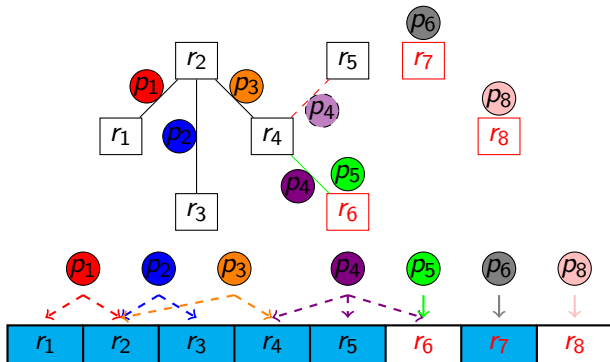 p6
r2 r5 r7
p1 p3 p4 p8
r1 p2 r4 r8
p4 p5
r3 r6
p1 p2 p3 p4 p5 p6 p8
r1 r2 r3 r4 r5 r6 r7 r8